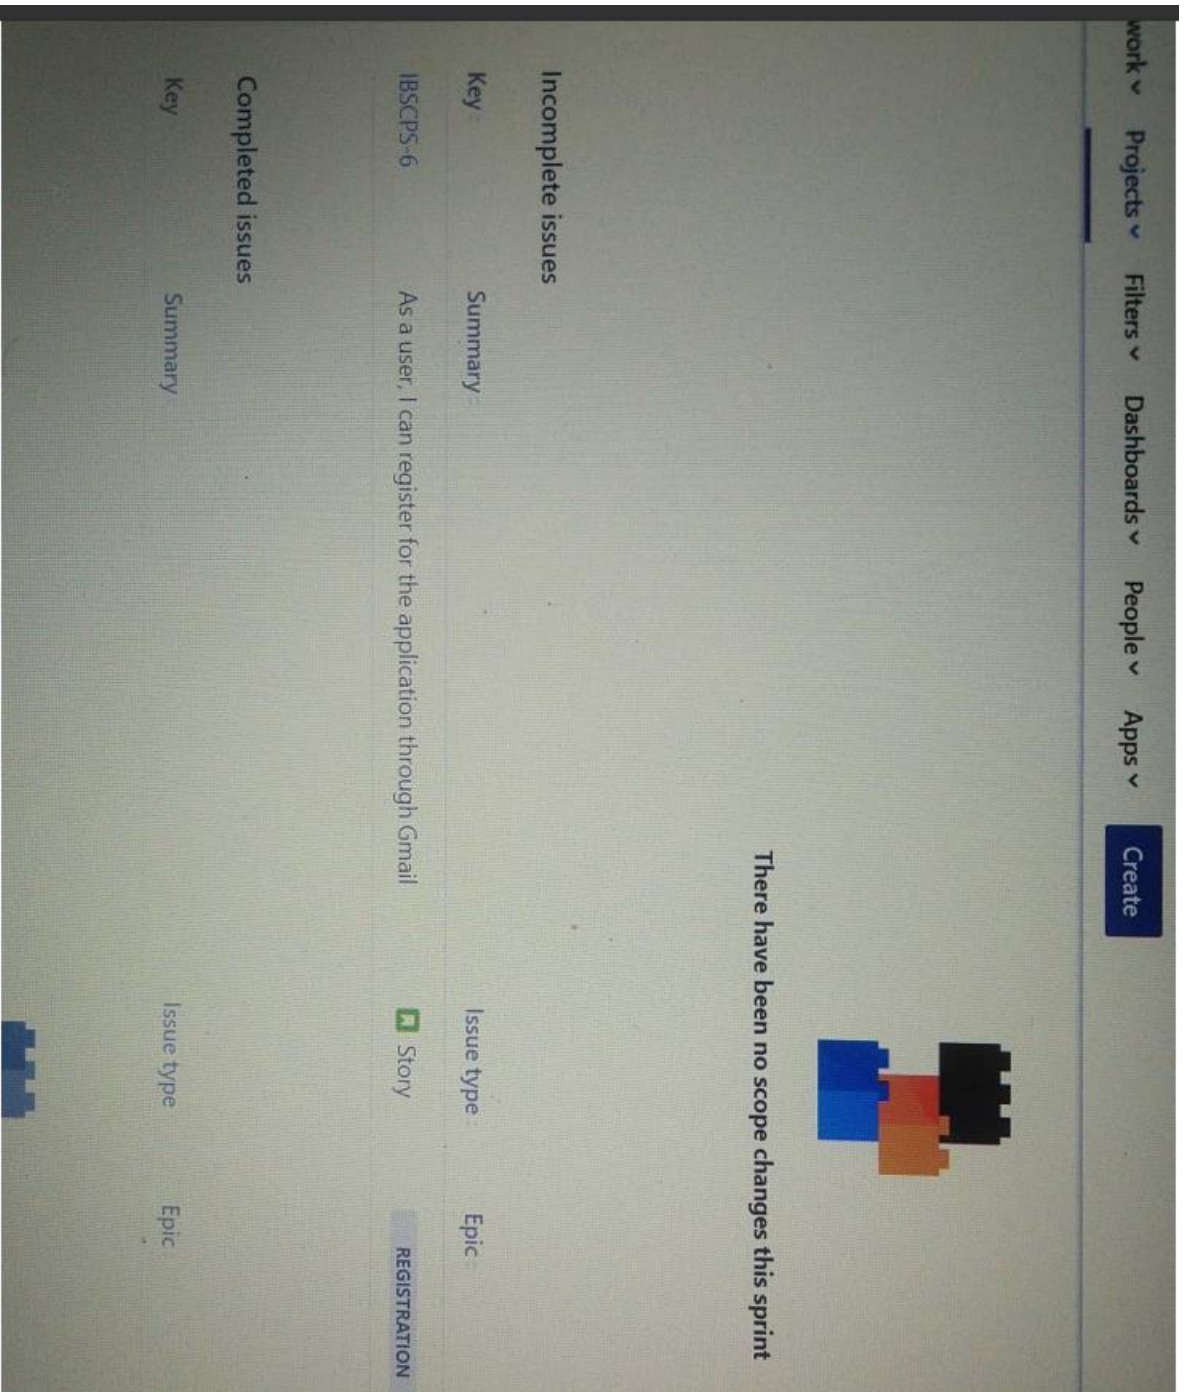 work Projects Filters Dashboards People Apps Create
There have been no scope changes this sprint
Incomplete issues
Key Summary Issue type Epic
IBSCPS-6 As a user, I can register for the application through Gmail Story REGISTRATION
Completed issues
Key Summary Issue type Epic